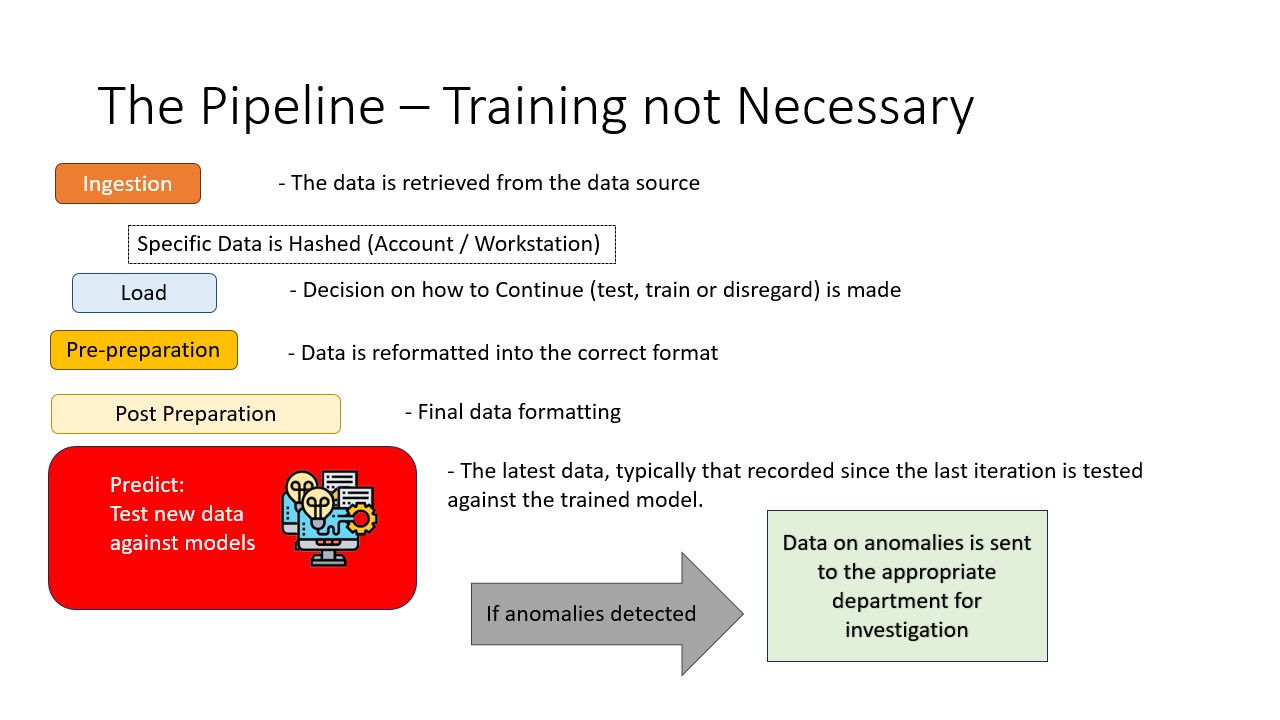 The Pipeline – Training not Necessary
Ingestion
- The data is retrieved from the data source
Specific Data is Hashed (Account / Workstation)
Load
- Decision on how to Continue (test, train or disregard) is made
Pre-preparation
- Data is reformatted into the correct format
Post Preparation
- Final data formatting
Predict:
Test new data
against models
- The latest data, typically that recorded since the last iteration is tested
against the trained model.
If anomalies detected
Data on anomalies is sent
to the appropriate
department for
investigation